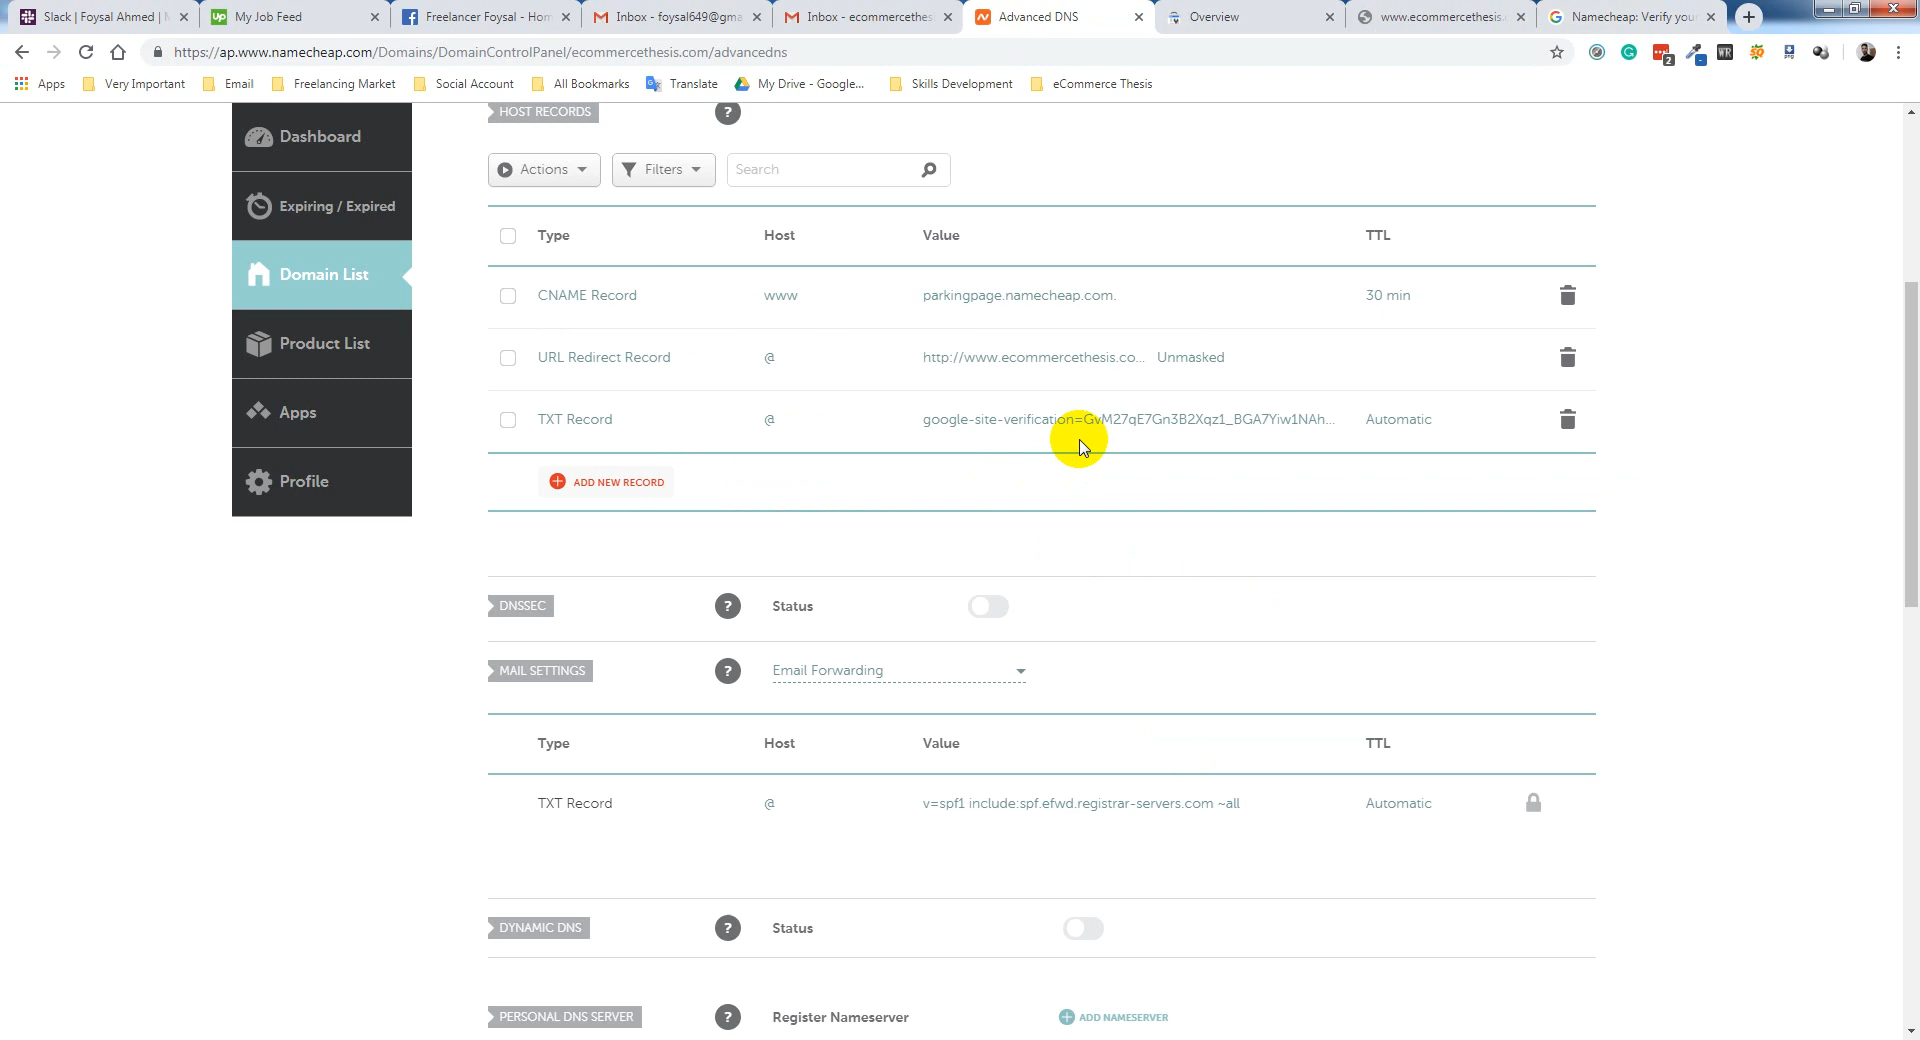 Slack | Foysal Ahmed | M
My Job Feed
Freelancer Foysal - Hom
Inbox - foysal649@gma
Inbox - ecommercethes
Advanced DNS
Overview
www.ecommercethesis.
Namecheap: Verify you
https://ap.www.namecheap.com/Domains/DomainControlPanel/ecommercethesis.com/advancedns
2
WR
Apps
Very Important
Email
Freelancing Market
Social Account
All Bookmarks
Translate
My Drive - Google...
Skills Development
eCommerce Thesis
Dashboard
Expiring / Expired
Domain List
Product List
Apps
Profile
HOST RECORDS
?
Actions
Filters
Search
Type Host Value TTL
CNAME Record www parkingpage.namecheap.com. 30 min
URL Redirect Record @ http://www.ecommercethesis.co... Unmasked
TXT Record @ google-site-verification=GvM27qE7Gn3B2Xqz1_BGA7Yiw1NAh... Automatic
ADD NEW RECORD
DNSSEC ? Status
MAIL SETTINGS ? Email Forwarding
Type Host Value TTL
TXT Record @ v=spf1 include:spf.efwd.registrar-servers.com ~all Automatic
DYNAMIC DNS ? Status
PERSONAL DNS SERVER ? Register Nameserver ADD NAMESERVER